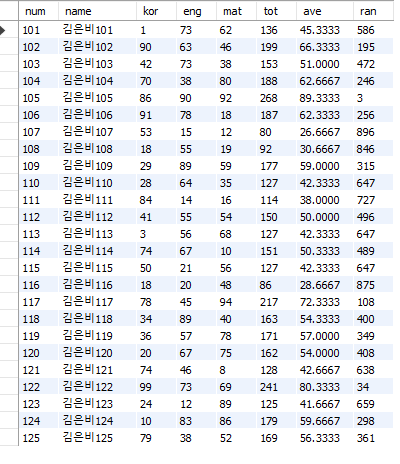 num name kor eng mat tot ave ran
101 김은비101 1 73 62 136 45.3333 586
102 김은비102 90 63 46 199 66.3333 195
103 김은비103 42 73 38 153 51.0000 472
104 김은비104 70 38 80 188 62.6667 246
105 김은비105 86 90 92 268 89.3333 3
106 김은비106 91 78 18 187 62.3333 256
107 김은비107 53 15 12 80 26.6667 896
108 김은비108 18 55 19 92 30.6667 846
109 김은비109 29 89 59 177 59.0000 315
110 김은비110 28 64 35 127 42.3333 647
111 김은비111 84 14 16 114 38.0000 727
112 김은비112 41 55 54 150 50.0000 496
113 김은비113 3 56 68 127 42.3333 647
114 김은비114 74 67 10 151 50.3333 489
115 김은비115 50 21 56 127 42.3333 647
116 김은비116 18 20 48 86 28.6667 875
117 김은비117 78 45 94 217 72.3333 108
118 김은비118 34 89 40 163 54.3333 400
119 김은비119 36 57 78 171 57.0000 349
120 김은비120 20 67 75 162 54.0000 408
121 김은비121 74 46 8 128 42.6667 638
122 김은비122 99 73 69 241 80.3333 34
123 김은비123 24 12 89 125 41.6667 659
124 김은비124 10 83 86 179 59.6667 298
125 김은비125 79 38 52 169 56.3333 361